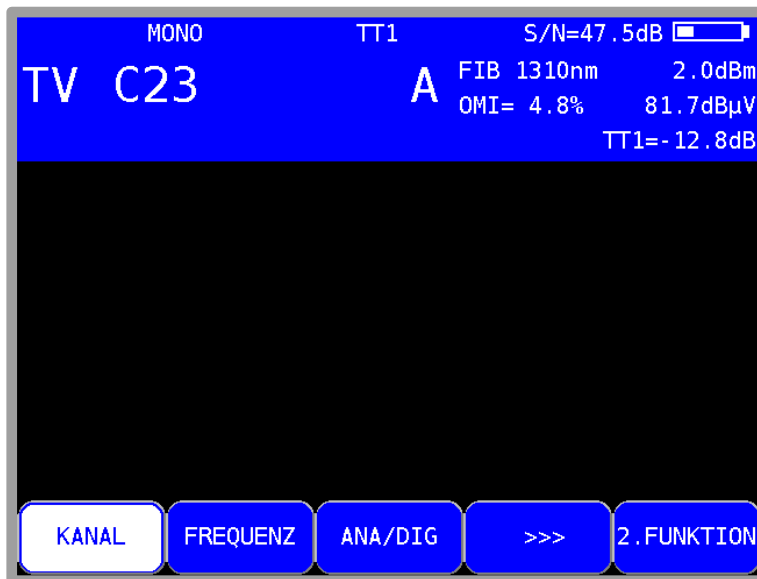 MONO TT1 S/N=47.5dB
TV C23 A FIB 1310nm 2.0dBm
OMI= 4.8% 81.7dBµV
TT1=-12.8dB
KANAL FREQUENZ ANA/DIG >>> 2.FUNKTION